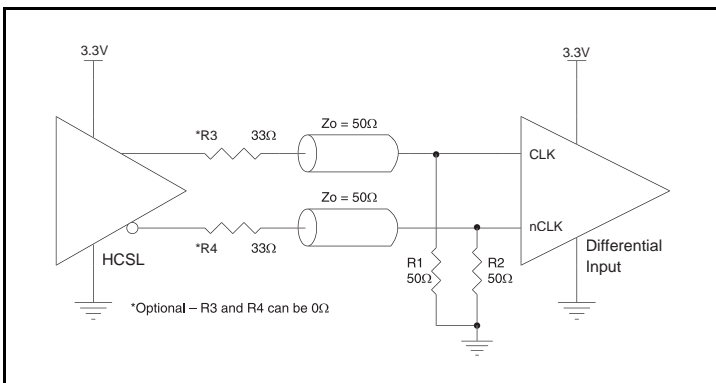 3.3V
3.3V
*R3
33Ω
Zo = 50Ω
CLK
Zo = 50Ω
nCLK
HCSL
*R4
33Ω
R1
50Ω
R2
50Ω
Differential
Input
*Optional – R3 and R4 can be 0Ω